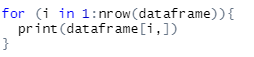 for (i in 1:nrow(dataframe)){
  print(dataframe[i,])
}